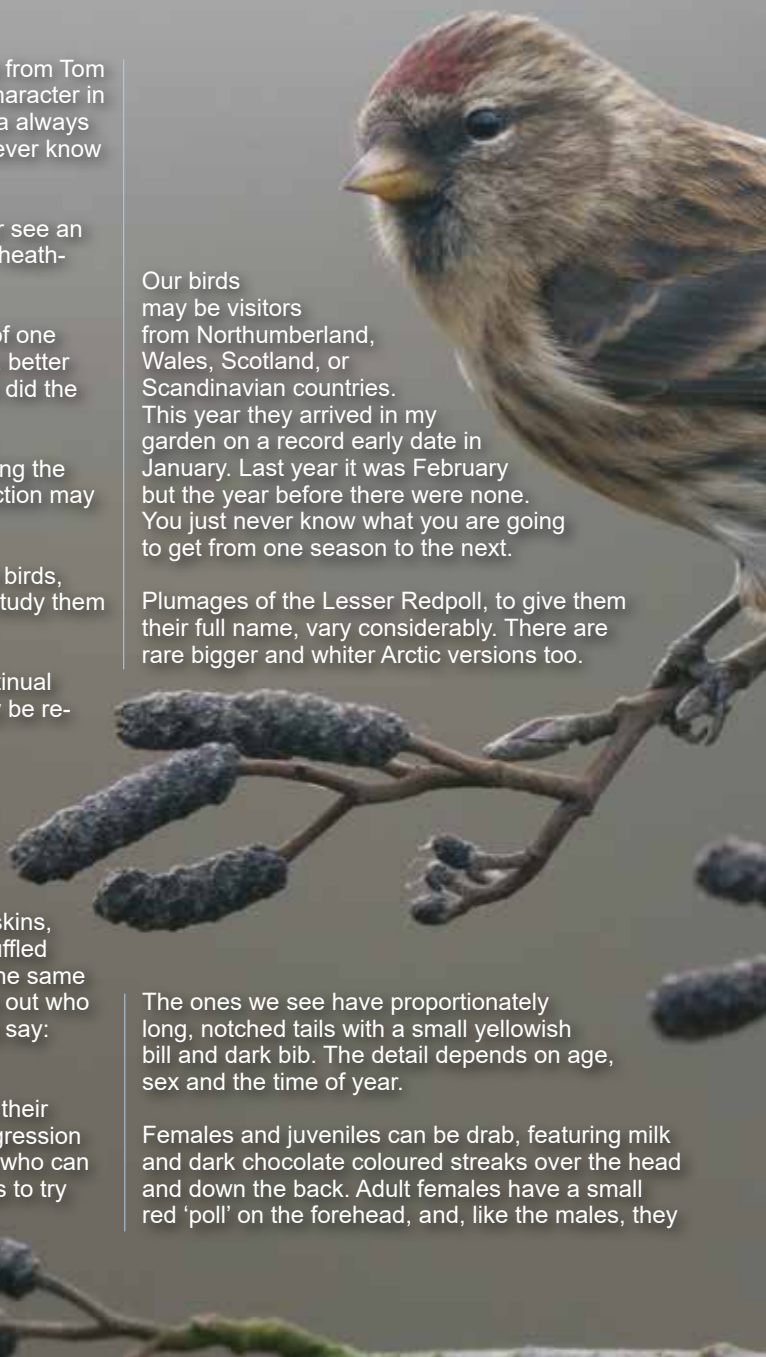 from Tom
haracter in
a always
ever know
r see an
heath-
of one
better
did the
ng the
ction may
birds,
tudy them
tinual
be re-
skins,
uffled
he same
out who
say:
their
gression
who can
s to try
Our birds
may be visitors
from Northumberland,
Wales, Scotland, or
Scandinavian countries.
This year they arrived in my
garden on a record early date in
January. Last year it was February
but the year before there were none.
You just never know what you are going
to get from one season to the next.
Plumages of the Lesser Redpoll, to give them
their full name, vary considerably. There are
rare bigger and whiter Arctic versions too.
The ones we see have proportionately
long, notched tails with a small yellowish
bill and dark bib. The detail depends on age,
sex and the time of year.
Females and juveniles can be drab, featuring milk
and dark chocolate coloured streaks over the head
and down the back. Adult females have a small
red ‘poll’ on the forehead, and, like the males, they